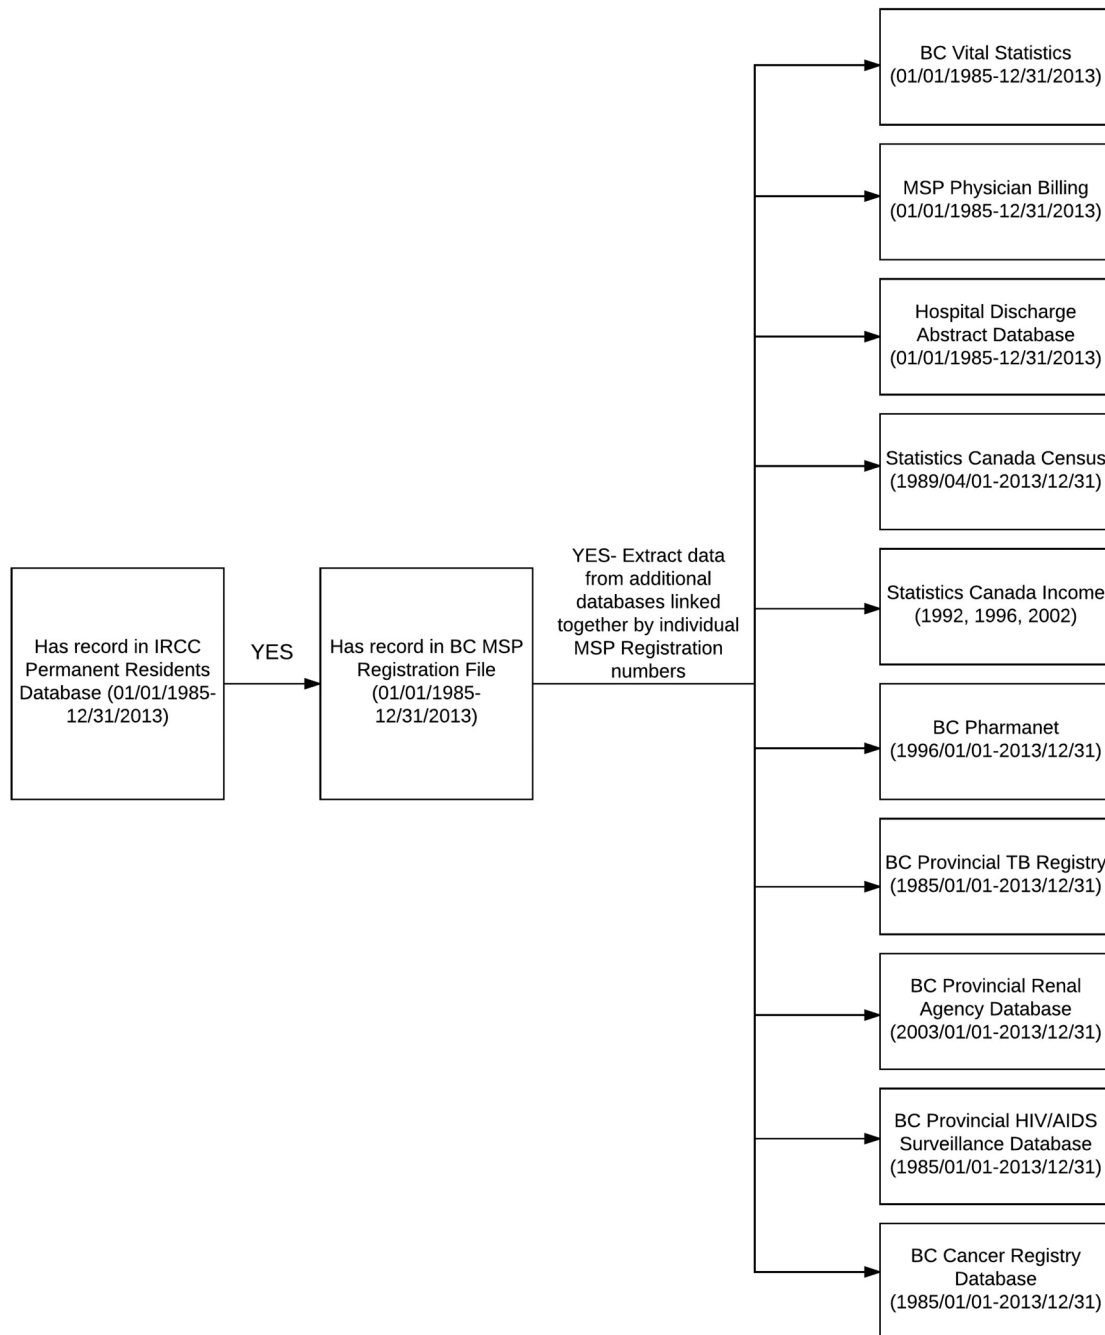 BC Vital Statistics
(01/01/1985-12/31/2013)
MSP Physician Billing
(01/01/1985-12/31/2013)
Hospital Discharge
Abstract Database
(01/01/1985-12/31/2013)
Statistics Canada Census
(1989/04/01-2013/12/31)
Statistics Canada Income
(1992, 1996, 2002)
Has record in IRCC
Permanent Residents
Database (01/01/1985-
12/31/2013)
YES
Has record in BC MSP
Registration File
(01/01/1985-
12/31/2013)
YES- Extract data
from additional
databases linked
together by individual
MSP Registration
numbers
BC Pharmanet
(1996/01/01-2013/12/31)
BC Provincial TB Registry
(1985/01/01-2013/12/31)
BC Provincial Renal
Agency Database
(2003/01/01-2013/12/31)
BC Provincial HIV/AIDS
Surveillance Database
(1985/01/01-2013/12/31)
BC Cancer Registry
Database
(1985/01/01-2013/12/31)